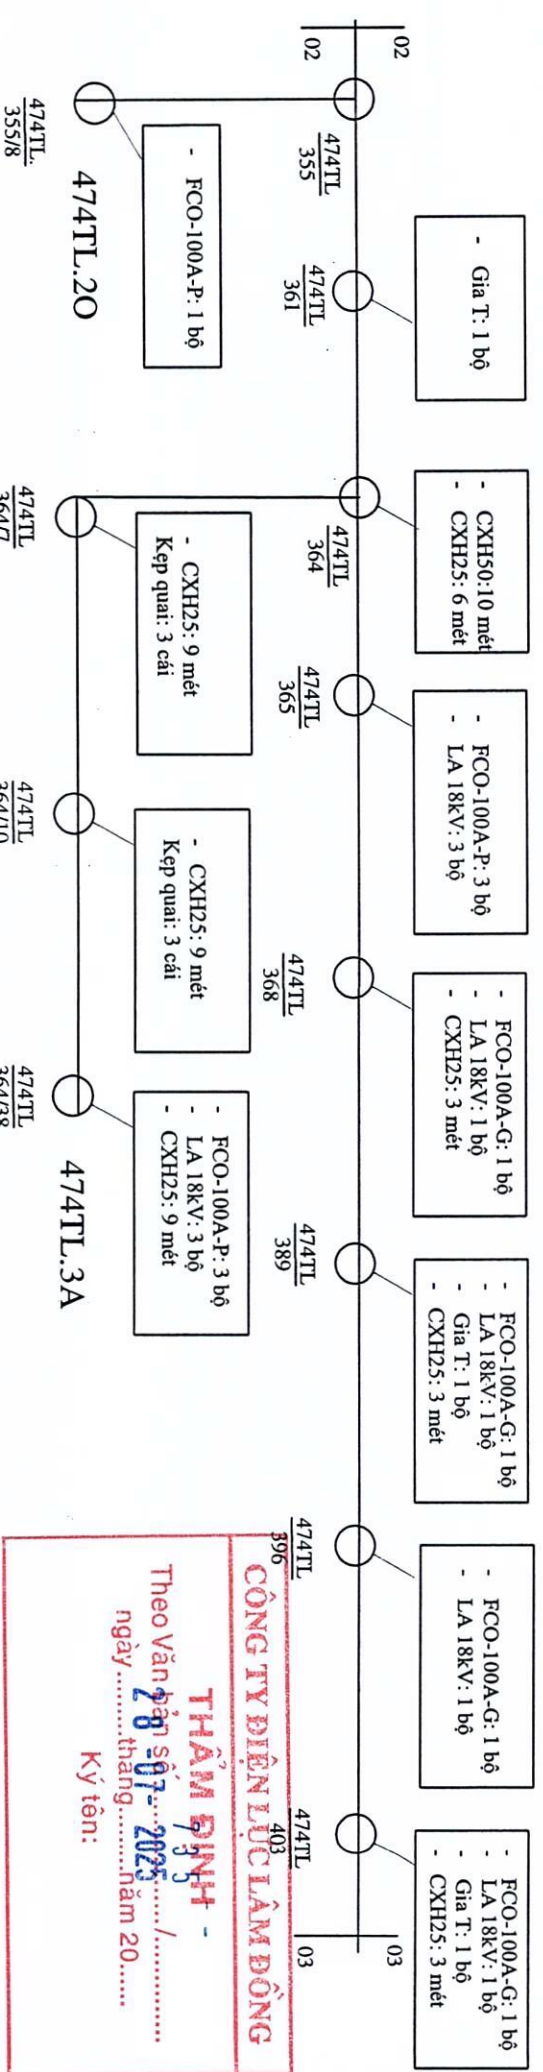 02
02
474TL
355
- FCO-100A-P: 1 bộ
474TL.
355/8
474TL.2O
474TL
361
- Gia T: 1 bộ
474TL
364
- CXH50:10 mét
- CXH25: 6 mét
474TL
364/7
- CXH25: 9 mét
Kẹp quai: 3 cái
474TL
365
- FCO-100A-P: 3 bộ
- LA 18kV: 3 bộ
474TL
364/10
- CXH25: 9 mét
Kẹp quai: 3 cái
474TL
368
- FCO-100A-G: 1 bộ
- LA 18kV: 1 bộ
- CXH25: 3 mét
474TL
364/38
- FCO-100A-P: 3 bộ
- LA 18kV: 3 bộ
- CXH25: 9 mét
474TL.3A
474TL
389
- FCO-100A-G: 1 bộ
- LA 18kV: 1 bộ
- Gia T: 1 bộ
- CXH25: 3 mét
474TL
396
- FCO-100A-G: 1 bộ
- LA 18kV: 1 bộ
474TL
403
- FCO-100A-G: 1 bộ
- LA 18kV: 1 bộ
- Gia T: 1 bộ
- CXH25: 3 mét
03
03
CÔNG TY ĐIỆN LỰC LÂM ĐỒNG
THẨM ĐỊNH
Theo Văn bản số......735....../..............
28-07-2025
ngày.........tháng.........năm 20......
Ký tên: